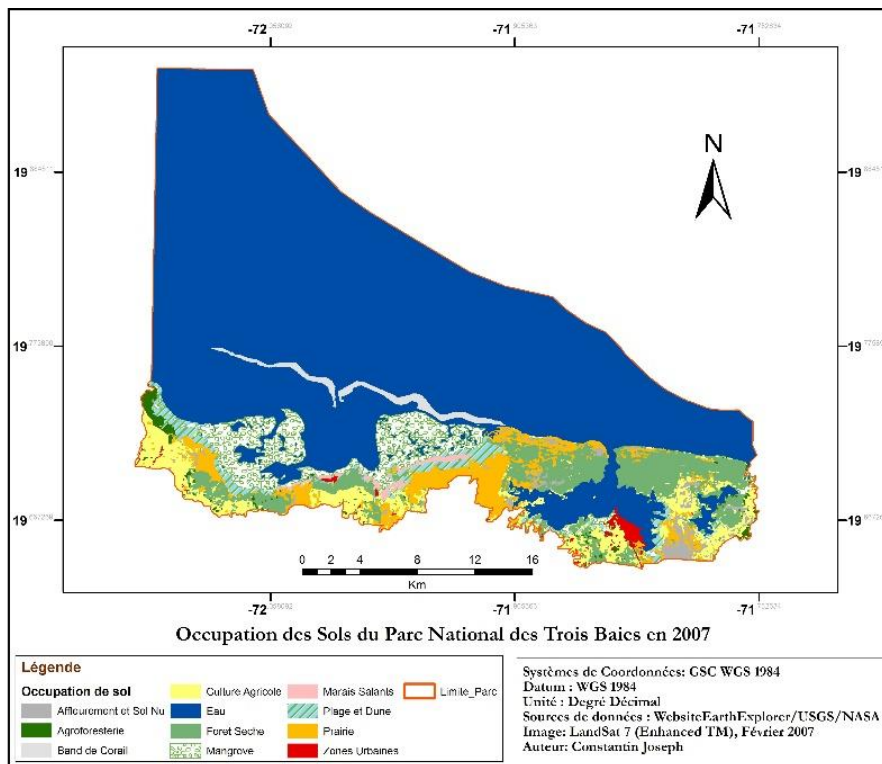 -72
-71
-71
N
19
19
19
19
19
19
0 2 4 8 12 16
Km
-72
-71
-71
Occupation des Sols du Parc National des Trois Baies en 2007
Légende
Occupation de sol
Affleurement et Sol Nu
Agroforesterie
Band de Corail
Culture Agricole
Eau
Foret Seche
Mangrove
Marais Salants
Plage et Dune
Prairie
Zones Urbaines
Limite_Parc
Systèmes de Coordonnées: GSC WGS 1984
Datum : WGS 1984
Unité : Degré Décimal
Sources de données : WebsiteEarthExplorer/USGS/NASA
Image: LandSat 7 (Enhanced TM), Février 2007
Auteur: Constantin Joseph